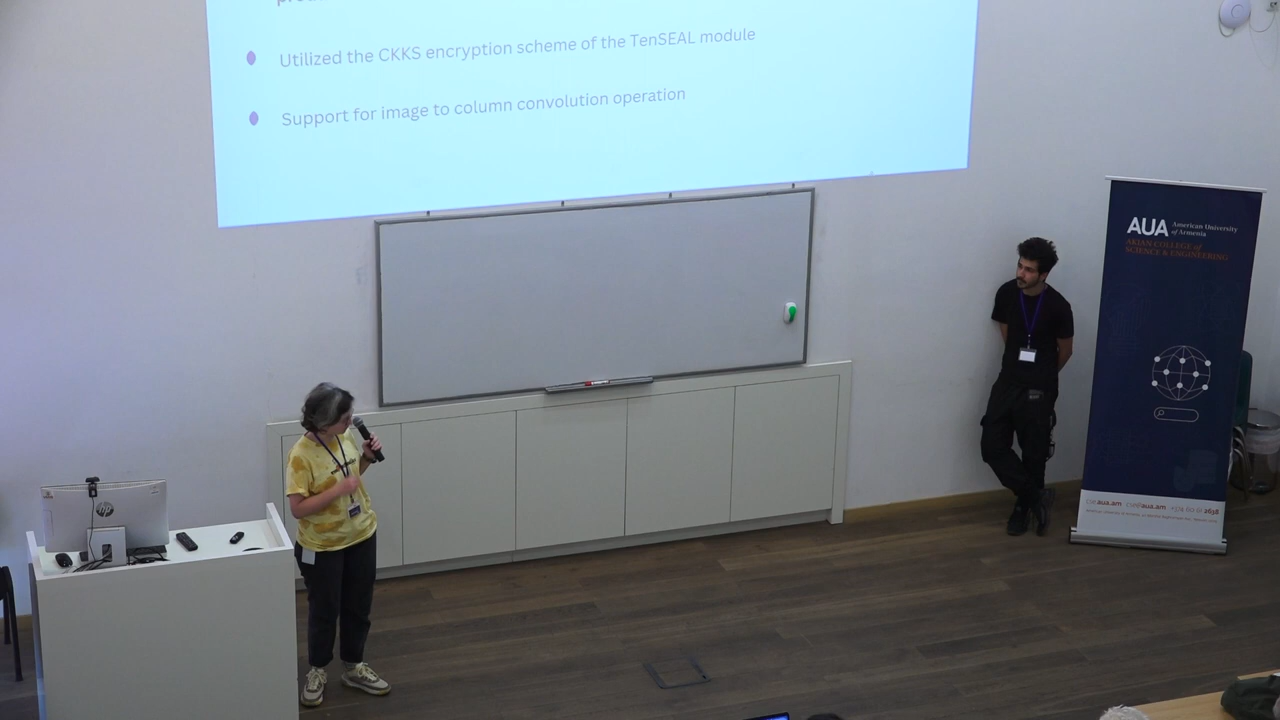 Utilized the CKKS encryption scheme of the TenSEAL module
Support for image to column convolution operation
AUA American University
of Armenia
AKIAN COLLEGE of
SCIENCE & ENGINEERING
hp